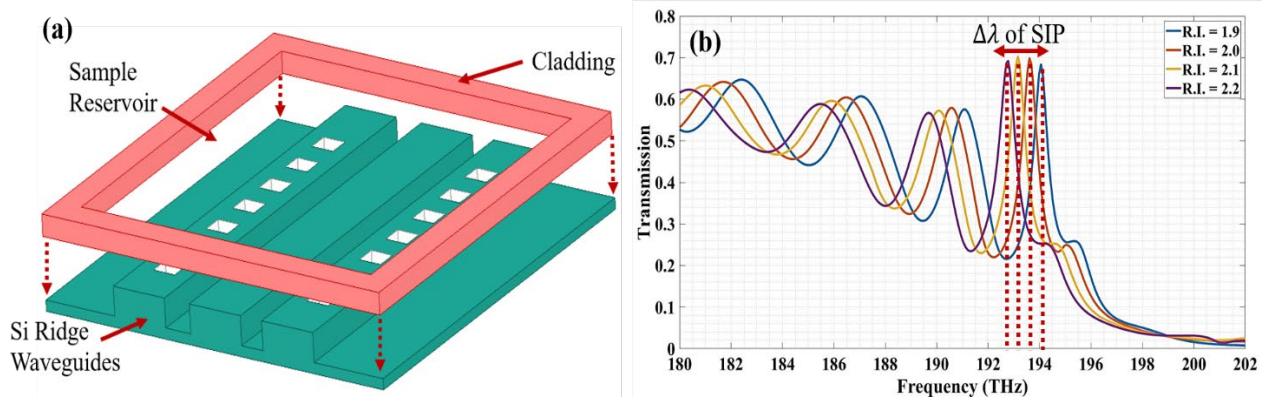 (a)
Sample
Reservoir
Cladding
Si Ridge
Waveguides
(b)
Δλ of SIP
R.I. = 1.9
R.I. = 2.0
R.I. = 2.1
R.I. = 2.2
Transmission
0.8
0.7
0.6
0.5
0.4
0.3
0.2
0.1
0
180 182 184 186 188 190 192 194 196 198 200 202
Frequency (THz)